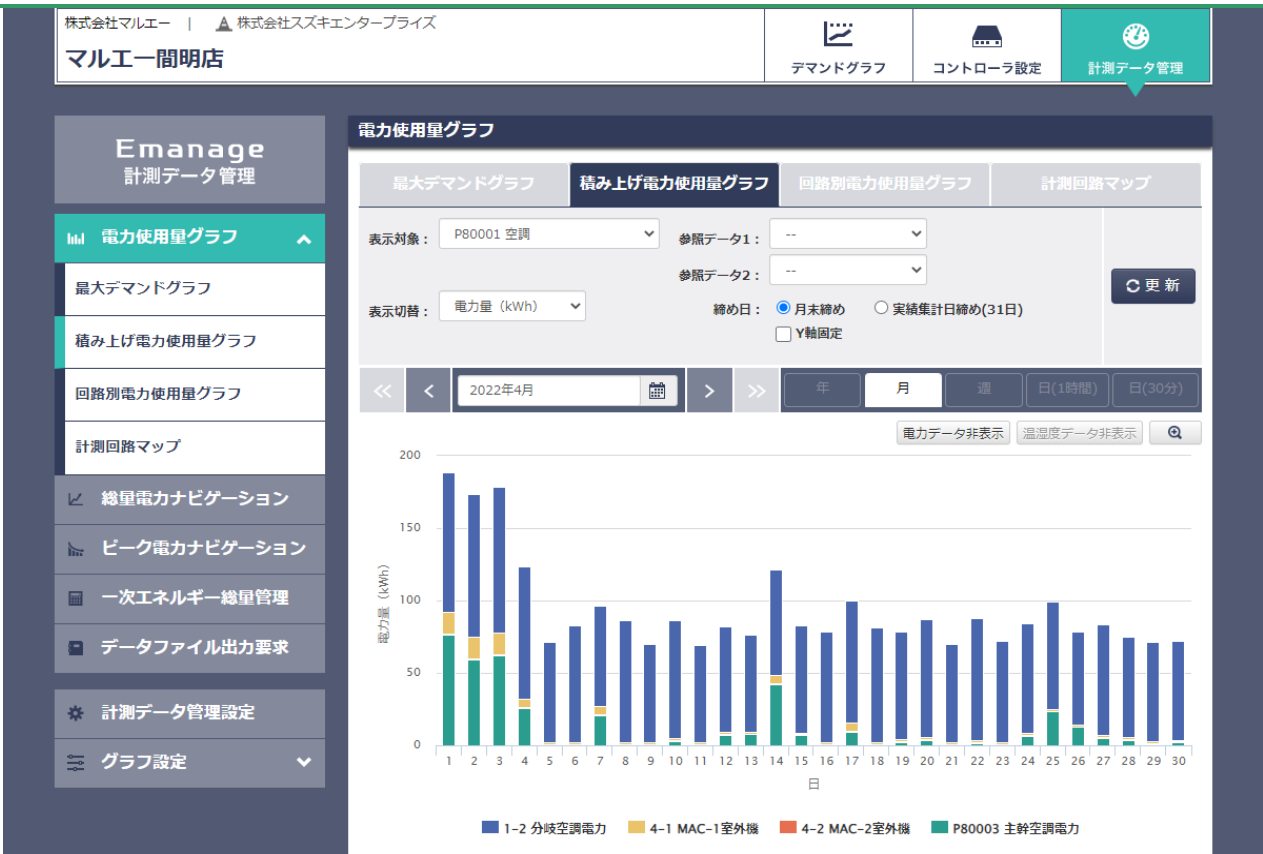 株式会社マルエー | 株式会社スズキエンタープライズ
マルエー間明店
デマンドグラフ
コントローラ設定
計測データ管理
Emanage
計測データ管理
電力使用量グラフ
最大デマンドグラフ
積み上げ電力使用量グラフ
回路別電力使用量グラフ
計測回路マップ
総量電力ナビゲーション
ピーク電力ナビゲーション
一次エネルギー総量管理
データファイル出力要求
計測データ管理設定
グラフ設定
電力使用量グラフ
最大デマンドグラフ 積み上げ電力使用量グラフ 回路別電力使用量グラフ 計測回路マップ
表示対象: P80001 空調 参照データ1: --
参照データ2: --
表示切替: 電力量 (kWh) 締め日: 月末締め 実績集計日締め(31日)
Y軸固定
更新
<< < 2022年4月 > >> 年 月 週 日(1時間) 日(30分)
電力データ非表示 温湿度データ非表示
電力量 (kWh)
200
150
100
50
0
1 2 3 4 5 6 7 8 9 10 11 12 13 14 15 16 17 18 19 20 21 22 23 24 25 26 27 28 29 30
日
1-2 分岐空調電力 4-1 MAC-1室外機 4-2 MAC-2室外機 P80003 主幹空調電力